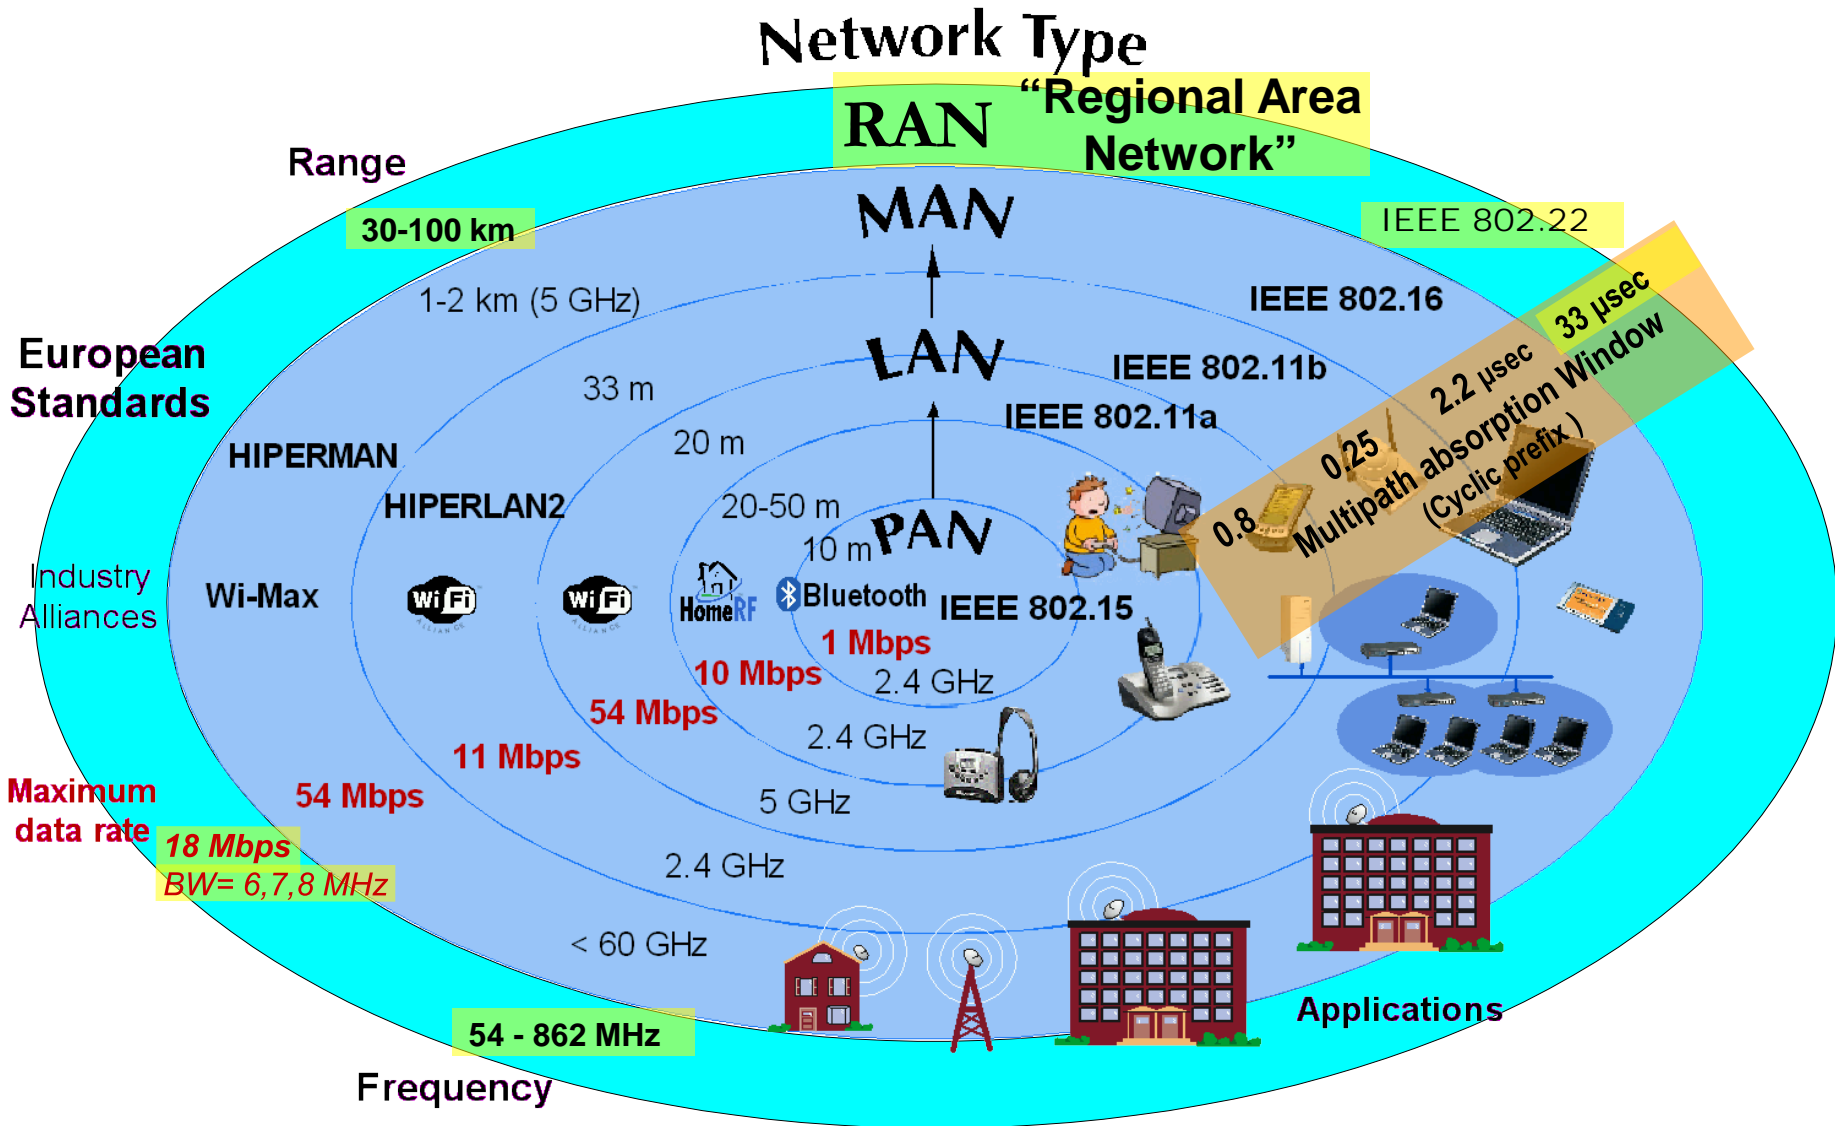 Network Type
RAN
“Regional Area
Network”
Range
30-100 km
MAN
IEEE 802.22
1-2 km (5 GHz)
IEEE 802.16
33 µsec
European
Standards
LAN
IEEE 802.11b
2.2 µsec
33 m
IEEE 802.11a
0.25
20 m
0.8
Multipath absorption Window
(Cyclic prefix )
HIPERMAN
HIPERLAN2
20-50 m
PAN
10 m
Industry
Alliances
Wi-Max
Wi Fi
ALLIANCE
Wi Fi
ALLIANCE
HomeRF
Bluetooth
IEEE 802.15
1 Mbps
10 Mbps
2.4 GHz
54 Mbps
2.4 GHz
11 Mbps
5 GHz
Maximum
data rate
54 Mbps
18 Mbps
BW= 6,7,8 MHz
2.4 GHz
< 60 GHz
Applications
54 - 862 MHz
Frequency